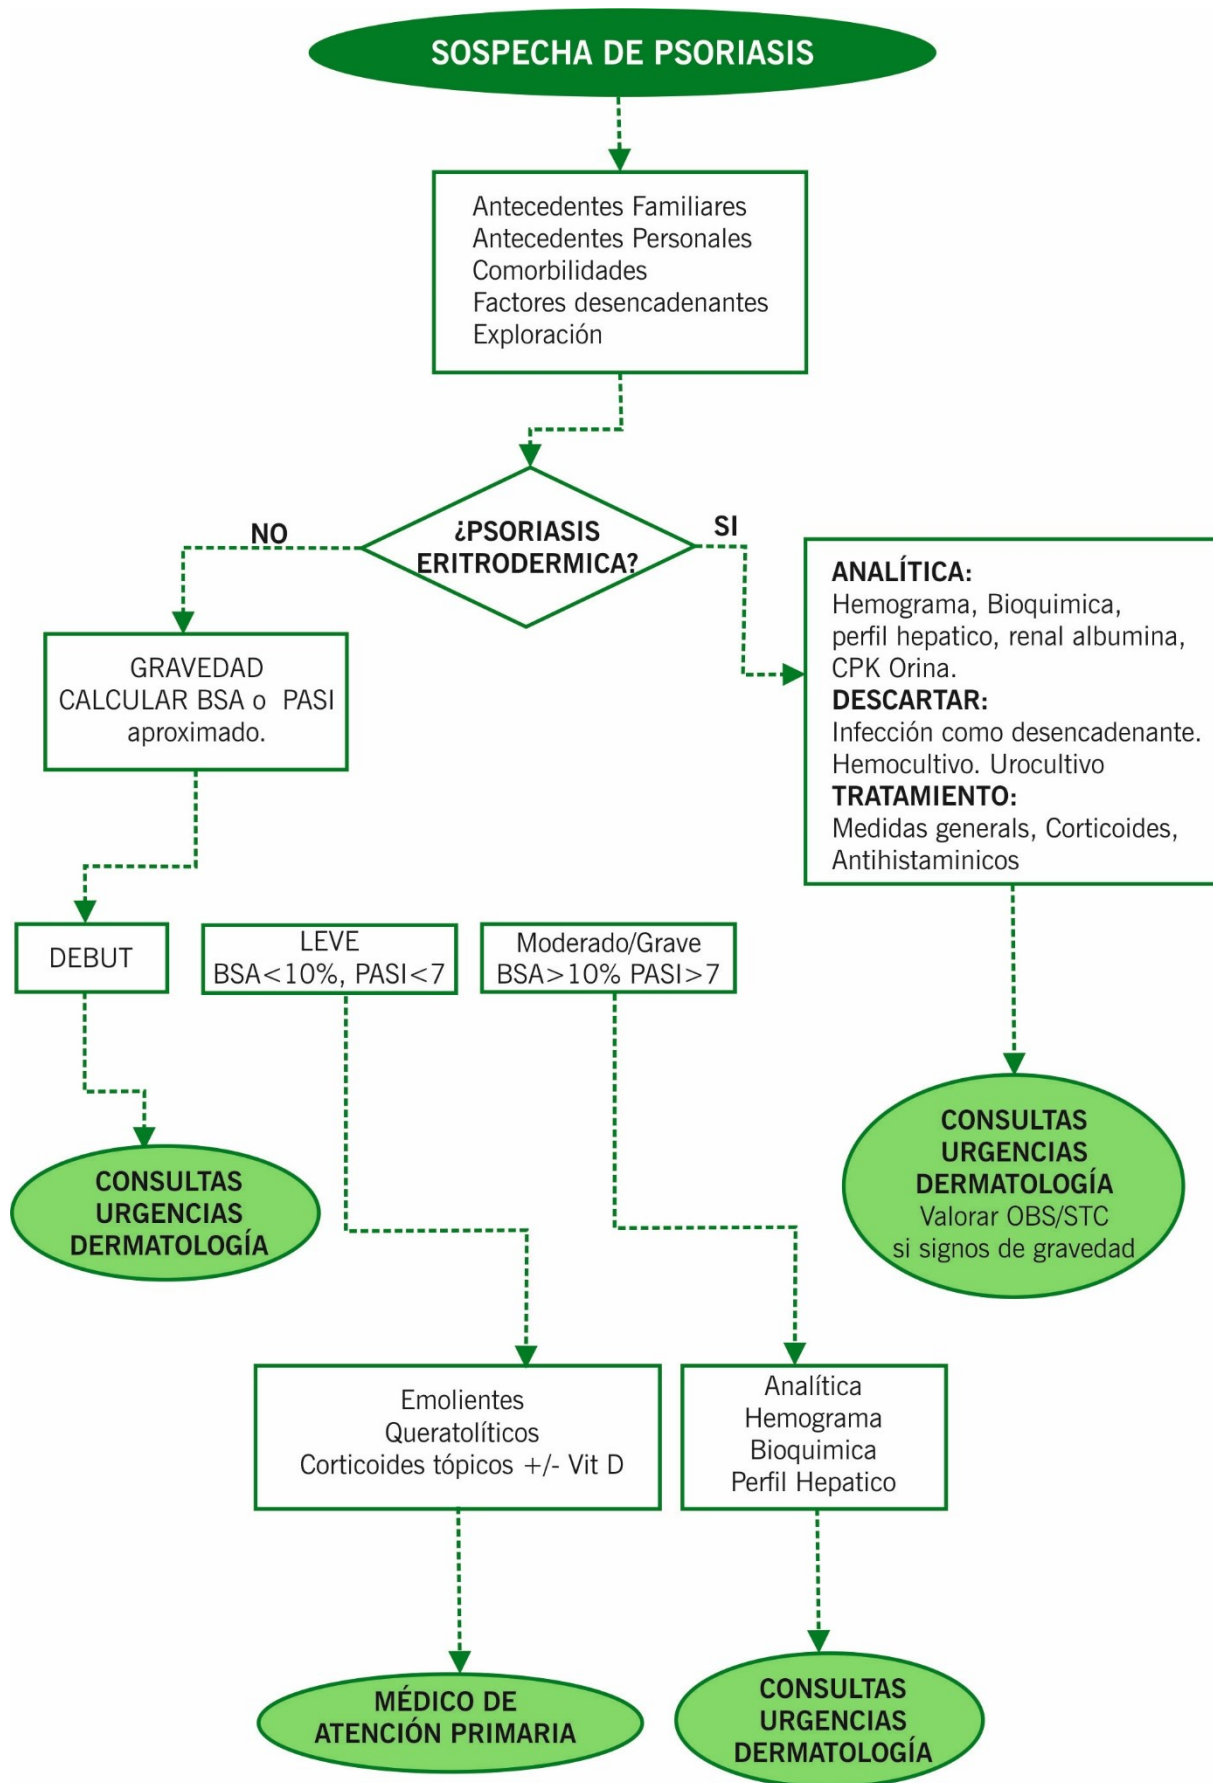 SOSPECHA DE PSORIASIS
Antecedentes Familiares
Antecedentes Personales
Comorbilidades
Factores desencadenantes
Exploración
¿PSORIASIS
ERITRODERMICA?
NO
SI
GRAVEDAD
CALCULAR BSA o PASI
aproximado.
ANALÍTICA:
Hemograma, Bioquimica,
perfil hepatico, renal albumina,
CPK Orina.
DESCARTAR:
Infección como desencadenante.
Hemocultivo. Urocultivo
TRATAMIENTO:
Medidas generals, Corticoides,
Antihistaminicos
DEBUT
LEVE
BSA<10%, PASI<7
Moderado/Grave
BSA>10% PASI>7
CONSULTAS
URGENCIAS
DERMATOLOGÍA
CONSULTAS
URGENCIAS
DERMATOLOGÍA
Valorar OBS/STC
si signos de gravedad
Emolientes
Queratolíticos
Corticoides tópicos +/- Vit D
Analítica
Hemograma
Bioquimica
Perfil Hepatico
MÉDICO DE
ATENCIÓN PRIMARIA
CONSULTAS
URGENCIAS
DERMATOLOGÍA